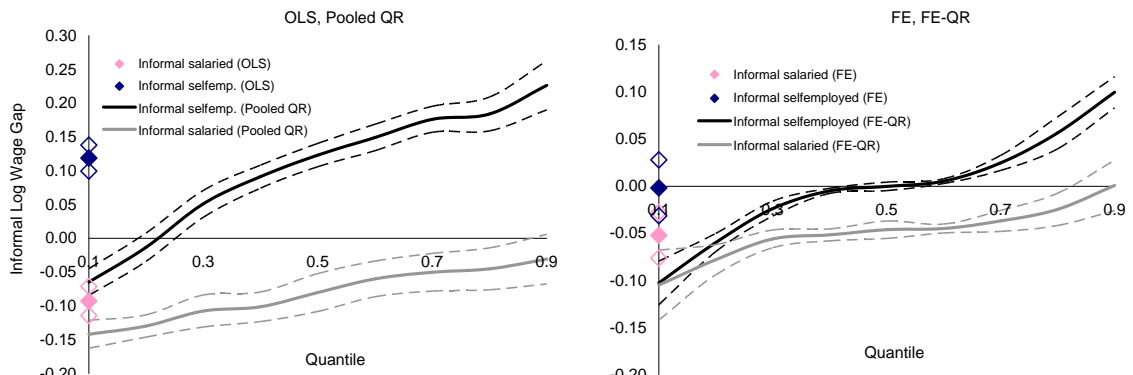 OLS, Pooled QR
0.30
0.25
0.20
0.15
0.10
0.05
0.00
-0.05
-0.10
-0.15
-0.20
Informal Log Wage Gap
Informal salaried (OLS)
Informal selfemp. (OLS)
Informal selfemp. (Pooled QR)
Informal salaried (Pooled QR)
0.1 0.3 0.5 0.7 0.9
Quantile
FE, FE-QR
0.15
0.10
0.05
0.00
-0.05
-0.10
-0.15
-0.20
Informal salaried (FE)
Informal selfemployed (FE)
Informal selfemployed (FE-QR)
Informal salaried (FE-QR)
0.1 0.3 0.5 0.7 0.9
Quantile